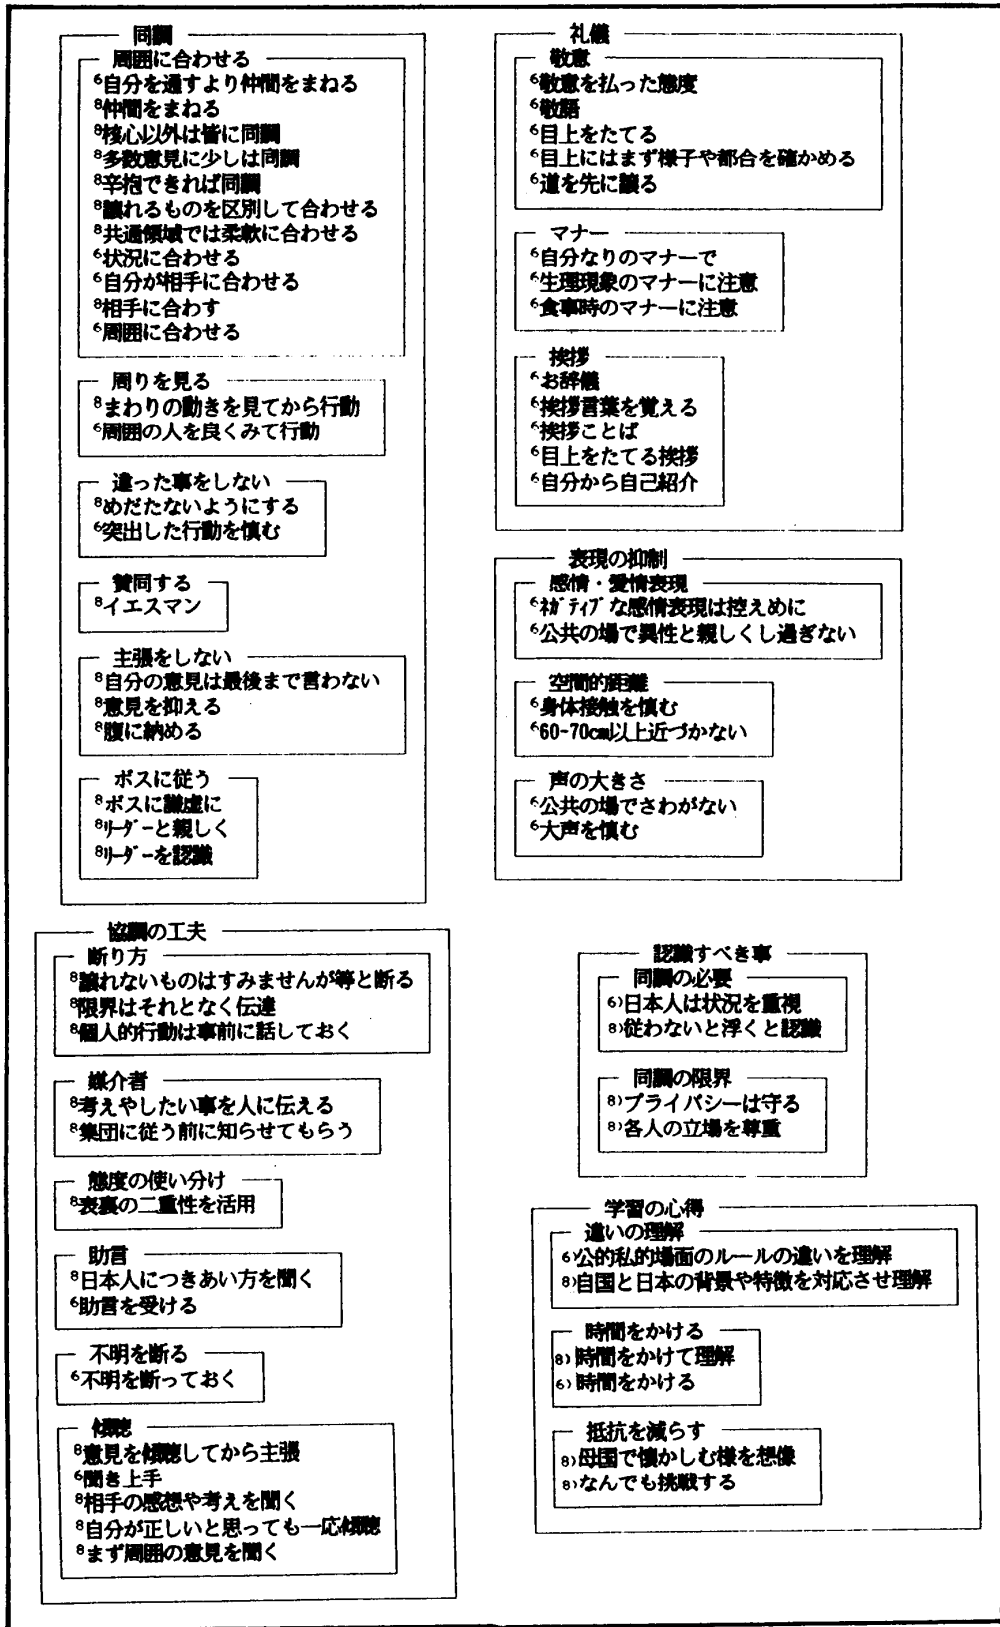 同調
周囲に合わせる
6自分を通すより仲間をまねる
8仲間をまねる
8核心以外は皆に同調
8多数意見に少しは同調
8辛抱できれば同調
8譲れるものを区別して合わせる
8共通領域では柔軟に合わせる
6状況に合わせる
6自分が相手に合わせる
8相手に合わす
6周囲に合わせる
周りを見る
8まわりの動きを見てから行動
6周囲の人を良くみて行動
違った事をしない
8めだたないようにする
6突出した行動を慎む
賛同する
8イエスマン
主張をしない
8自分の意見は最後まで言わない
8意見を抑える
8腹に納める
ボスに従う
8ボスに謙虚に
8リーダーと親しく
8リーダーを認識
協調の工夫
断り方
8譲れないものはすみませんが等と断る
8限界はそれとなく伝達
8個人的行動は事前に話しておく
媒介者
8考えやしたい事を人に伝える
8集団に従う前に知らせてもらう
態度の使い分け
8表裏の二重性を活用
助言
8日本人につきあい方を聞く
6助言を受ける
不明を断る
6不明を断っておく
傾聴
8意見を傾聴してから主張
6聞き上手
8相手の感想や考えを聞く
8自分が正しいと思っても一応傾聴
8まず周囲の意見を聞く
礼儀
敬意
6敬意を払った態度
6敬語
6目上をたてる
6目上にはまず様子や都合を確かめる
6道を先に譲る
マナー
6自分なりのマナーで
6生理現象のマナーに注意
6食事時のマナーに注意
挨拶
6お辞儀
6挨拶言葉を覚える
6挨拶ことば
6目上をたてる挨拶
6自分から自己紹介
表現の抑制
感情・愛情表現
6ネガティブな感情表現は控えめに
6公共の場で異性と親しくし過ぎない
空間的距離
6身体接触を慎む
660-70cm以上近づかない
声の大きさ
6公共の場でさわがない
6大声を慎む
認識すべき事
同調の必要
6)日本人は状況を重視
8)従わないと浮くと認識
同調の限界
8)プライバシーは守る
8)各人の立場を尊重
学習の心得
違いの理解
6)公的私的場面のルールの違いを理解
8)自国と日本の背景や特徴を対応させ理解
時間をかける
8)時間をかけて理解
6)時間をかける
抵抗を減らす
8)母国で懐かしむ様を想像
8)なんでも挑戦する